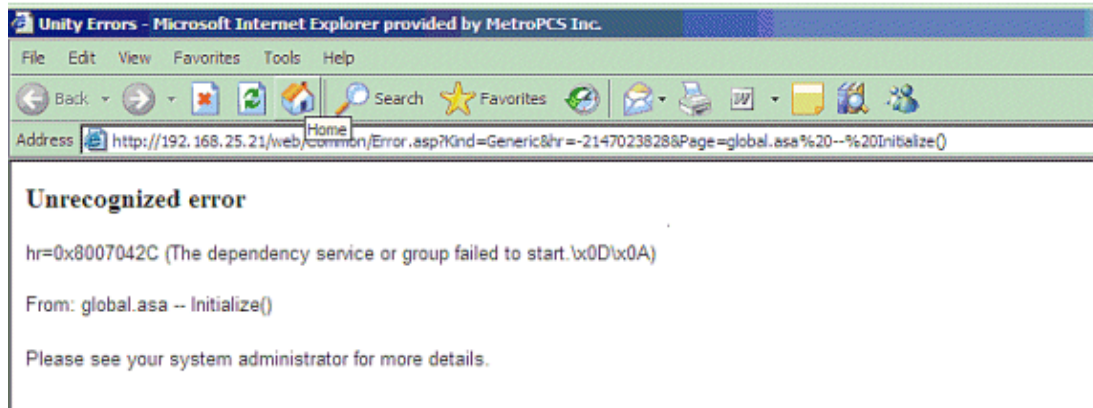 Unity Errors - Microsoft Internet Explorer provided by MetroPCS Inc.
File Edit View Favorites Tools Help
Back Search Favorites
Home
Address http://192.168.25.21/web/Common/Error.asp?Kind=Generic&hr=-2147023828&Page=global.asa%20--%20Initialize()
Unrecognized error
hr=0x8007042C (The dependency service or group failed to start.\x0D\x0A)
From: global.asa -- Initialize()
Please see your system administrator for more details.